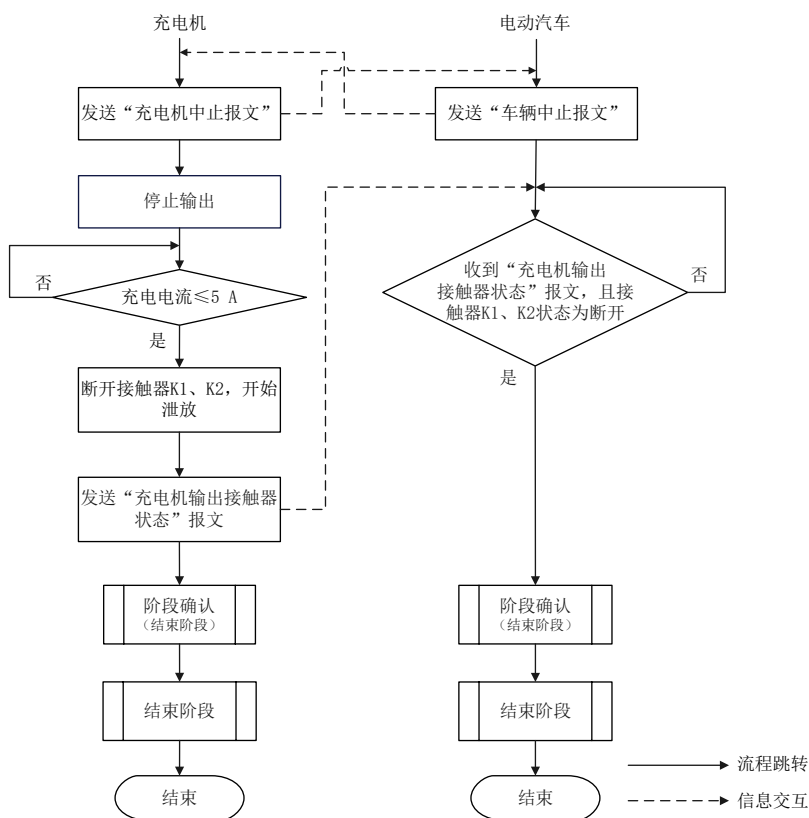 充电机
电动汽车
发送“充电机中止报文”
发送“车辆中止报文”
停止输出
否
充电电流≤5 A
是
收到“充电机输出
接触器状态”报文，且接
触器K1、K2状态为断开
否
是
断开接触器K1、K2，开始
泄放
发送“充电机输出接触器
状态”报文
阶段确认
（结束阶段）
阶段确认
（结束阶段）
结束阶段
结束阶段
结束
结束
流程跳转
信息交互